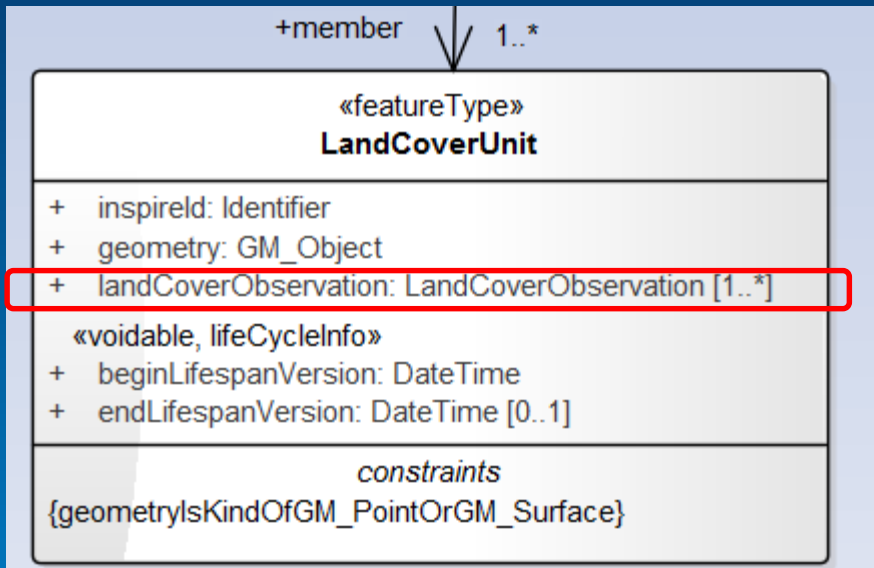 +member 1..*
«featureType»
LandCoverUnit
+ inspireId: Identifier
+ geometry: GM_Object
+ landCoverObservation: LandCoverObservation [1..*]
«voidable, lifeCycleInfo»
+ beginLifespanVersion: DateTime
+ endLifespanVersion: DateTime [0..1]
constraints
{geometryIsKindOfGM_PointOrGM_Surface}